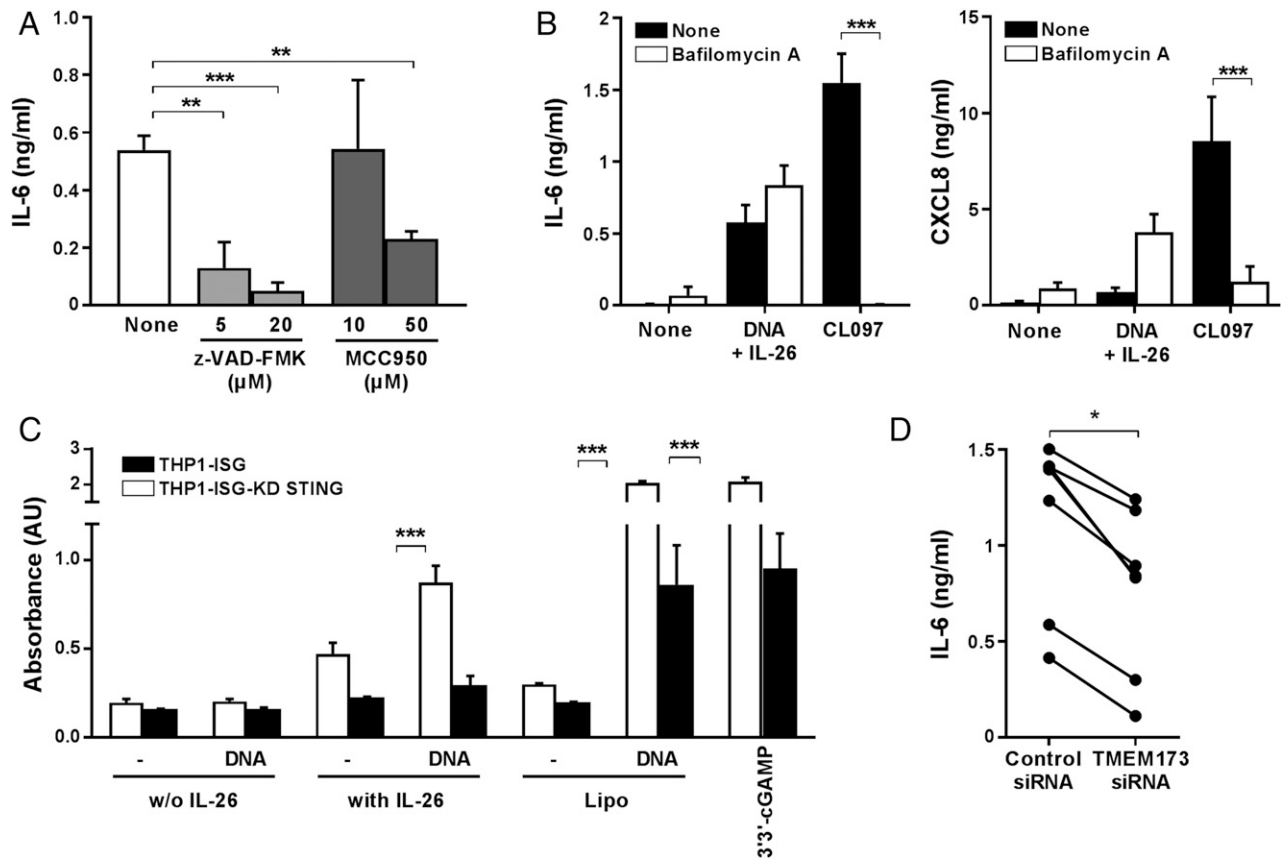 A
1.0
0.8
0.6
0.4
0.2
0
IL-6 (ng/ml)
**
***
**
None
5
20
10
50
z-VAD-FMK
(µM)
MCC950
(µM)
B
2
1.5
1
0.5
0
IL-6 (ng/ml)
None
Bafilomycin A
***
None
DNA
+ IL-26
CL097
15
10
5
0
CXCL8 (ng/ml)
None
Bafilomycin A
***
None
DNA
+ IL-26
CL097
C
3
2
1.0
0.5
0.0
Absorbance (AU)
THP1-ISG
THP1-ISG-KD STING
***
***
***
-
DNA
-
DNA
-
DNA
w/o IL-26
with IL-26
Lipo
3'3'-cGAMP
D
*
1.5
1
0.5
0
IL-6 (ng/ml)
Control
siRNA
TMEM173
siRNA